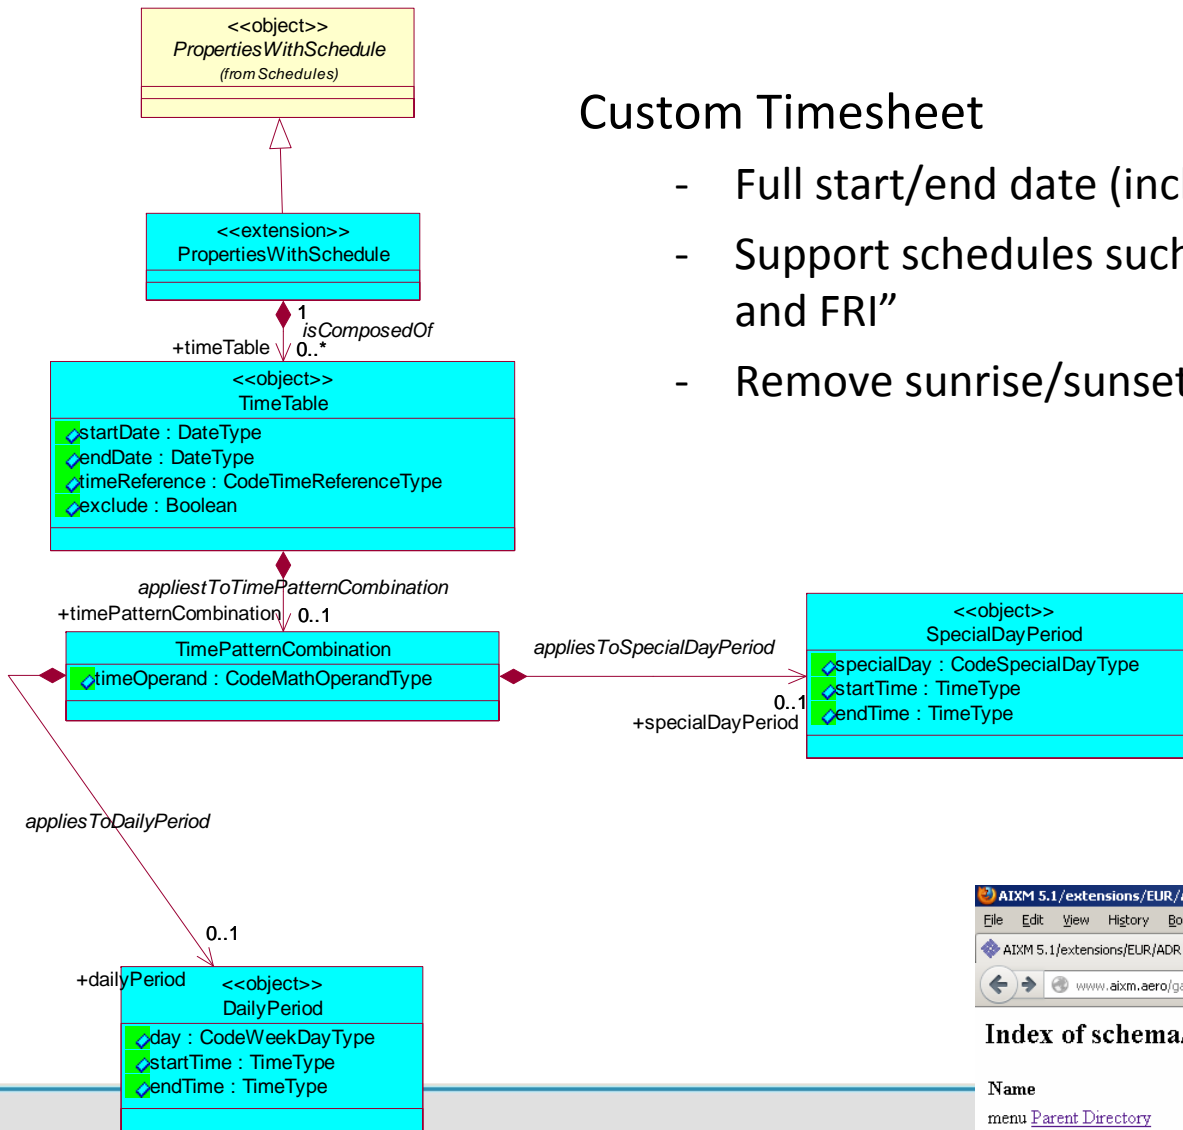 <<object>>
PropertiesWithSchedule
(from Schedules)
<<extension>>
PropertiesWithSchedule
1
isComposedOf
+timeTable
0..*
<<object>>
TimeTable
startDate : DateType
endDate : DateType
timeReference : CodeTimeReferenceType
exclude : Boolean
appliestToTimePatternCombination
+timePatternCombination
0..1
TimePatternCombination
timeOperand : CodeMathOperandType
appliesToSpecialDayPeriod
0..1
+specialDayPeriod
<<object>>
SpecialDayPeriod
specialDay : CodeSpecialDayType
startTime : TimeType
endTime : TimeType
appliesToDailyPeriod
0..1
+dailyPeriod
<<object>>
DailyPeriod
day : CodeWeekDayType
startTime : TimeType
endTime : TimeType
Custom Timesheet
- Full start/end date (incl
- Support schedules such
and FRI”
- Remove sunrise/sunset
AIXM 5.1/extensions/EUR/
File Edit View History Bo
AIXM 5.1/extensions/EUR/ADR
www.aixm.aero/ga
Index of schema
Name
menu Parent Directory